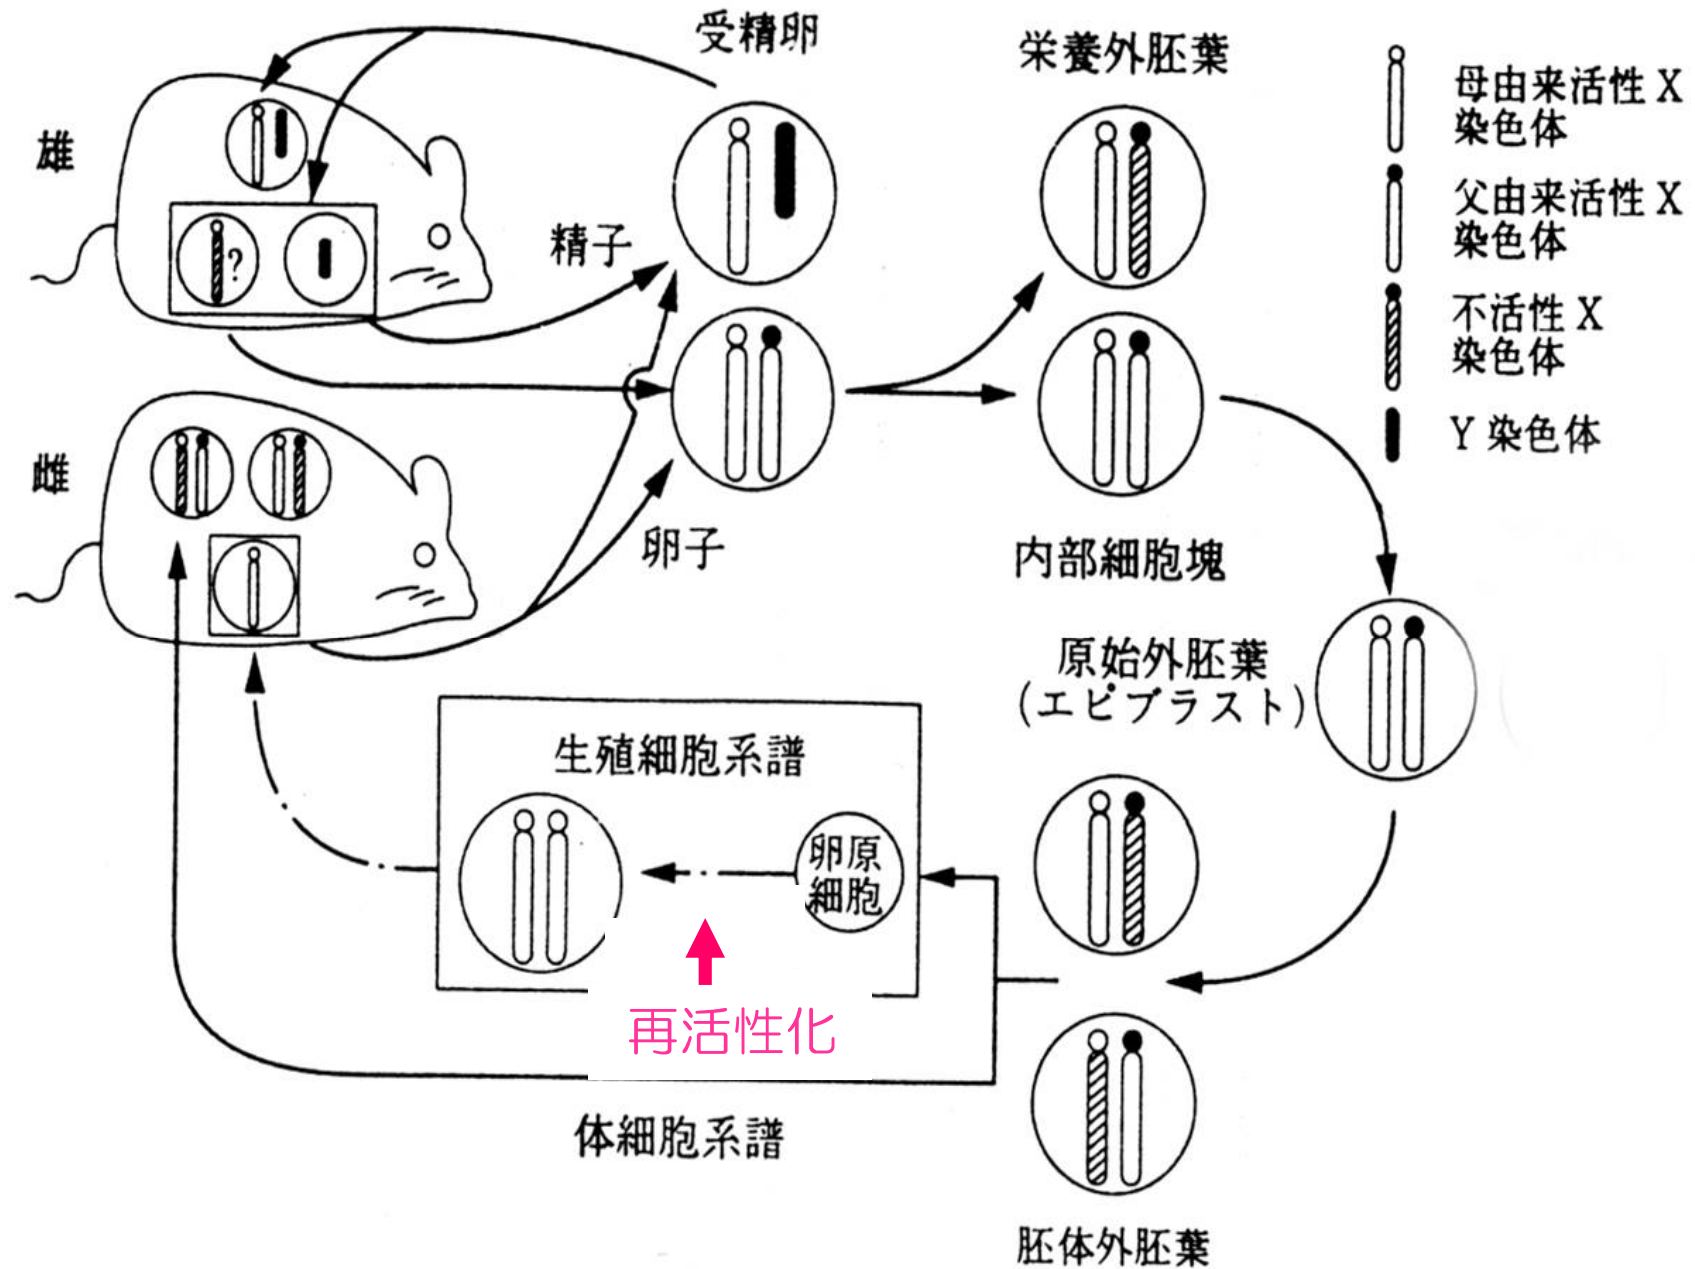 受精卵
栄養外胚葉
母由来活性X
染色体
父由来活性X
染色体
不活性X
染色体
Y 染色体
雄
?
精子
雌
卵子
内部細胞塊
原始外胚葉
(エピブラスト)
生殖細胞系譜
卵原
細胞
再活性化
体細胞系譜
胚体外胚葉